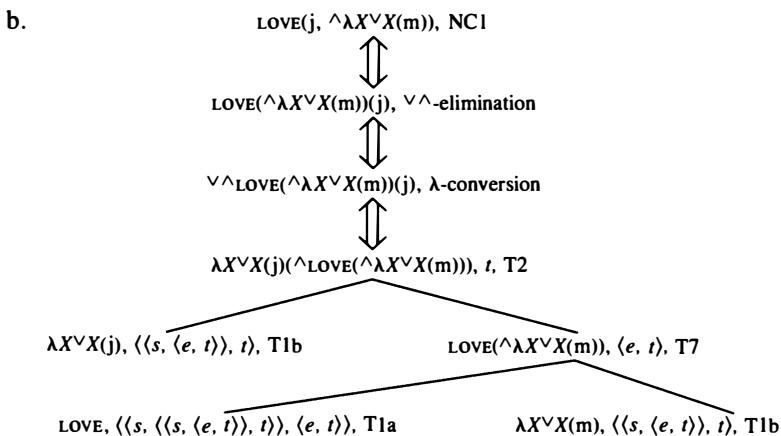 b.
LOVE(j, ^λX∨X(m)), NC1
LOVE(^λX∨X(m))(j), ∨^-elimination
∨^LOVE(^λX∨X(m))(j), λ-conversion
λX∨X(j)(^LOVE(^λX∨X(m))), t, T2
λX∨X(j), ⟨⟨s, ⟨e, t⟩⟩, t⟩, T1b
LOVE(^λX∨X(m)), ⟨e, t⟩, T7
LOVE, ⟨⟨s, ⟨⟨s, ⟨e, t⟩⟩, t⟩⟩, ⟨e, t⟩⟩, T1a
λX∨X(m), ⟨⟨s, ⟨e, t⟩⟩, t⟩, T1b